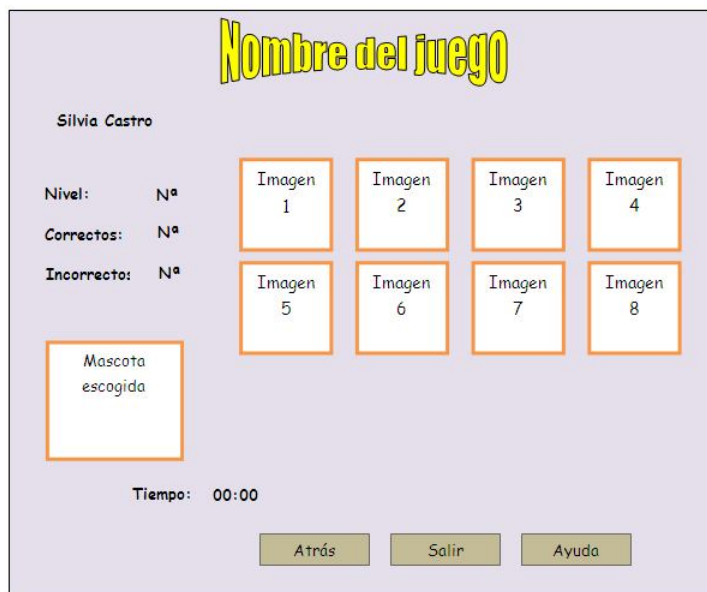 Nombre del juego
Silvia Castro
Nivel: Nª
Correctos: Nª
Incorrecto: Nª
Imagen 1
Imagen 2
Imagen 3
Imagen 4
Imagen 5
Imagen 6
Imagen 7
Imagen 8
Mascota
escogida
Tiempo: 00:00
Atrás
Salir
Ayuda